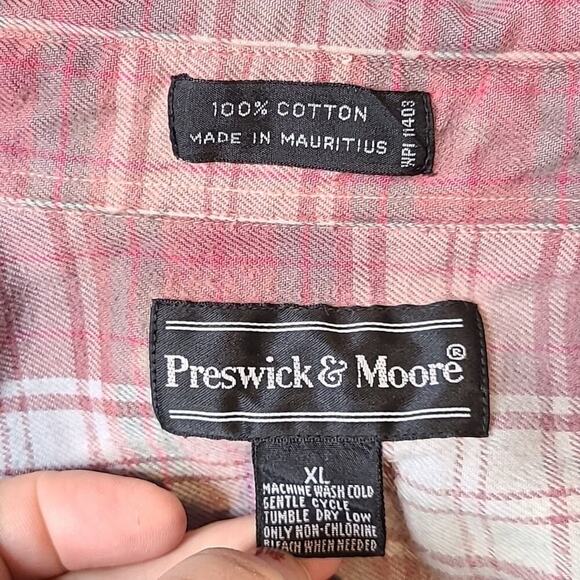 100% COTTON
MADE IN MAURITIUS
WPL 11403
Preswick & Moore®
XL
MACHINE WASH COLD
GENTLE CYCLE
TUMBLE DRY LOW
ONLY NON-CHLORINE
BLEACH WHEN NEEDED